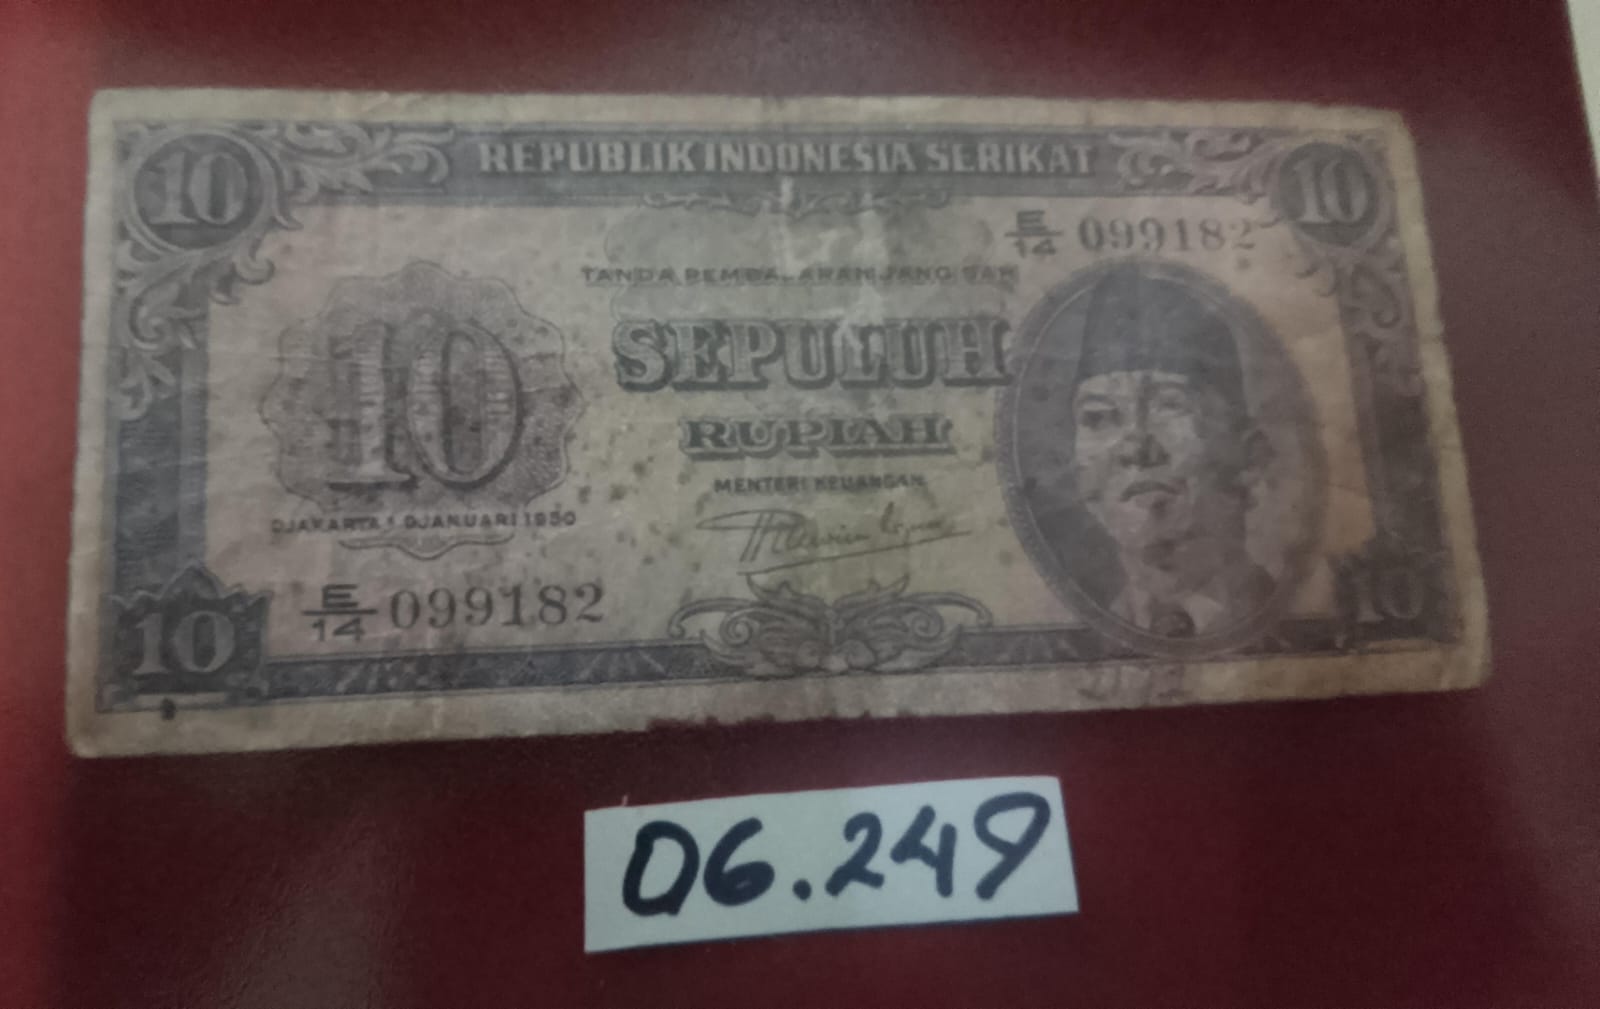 10
REPUBLIK INDONESIA SERIKAT
10
E/14 099182
TANDA PEMBAJARAN JANG SAH
10
SEPULUH
RUPIAH
MENTERI KEUANGAN
DJAKARTA 1 DJANUARI 1950
E/14 099182
10
10
06.249